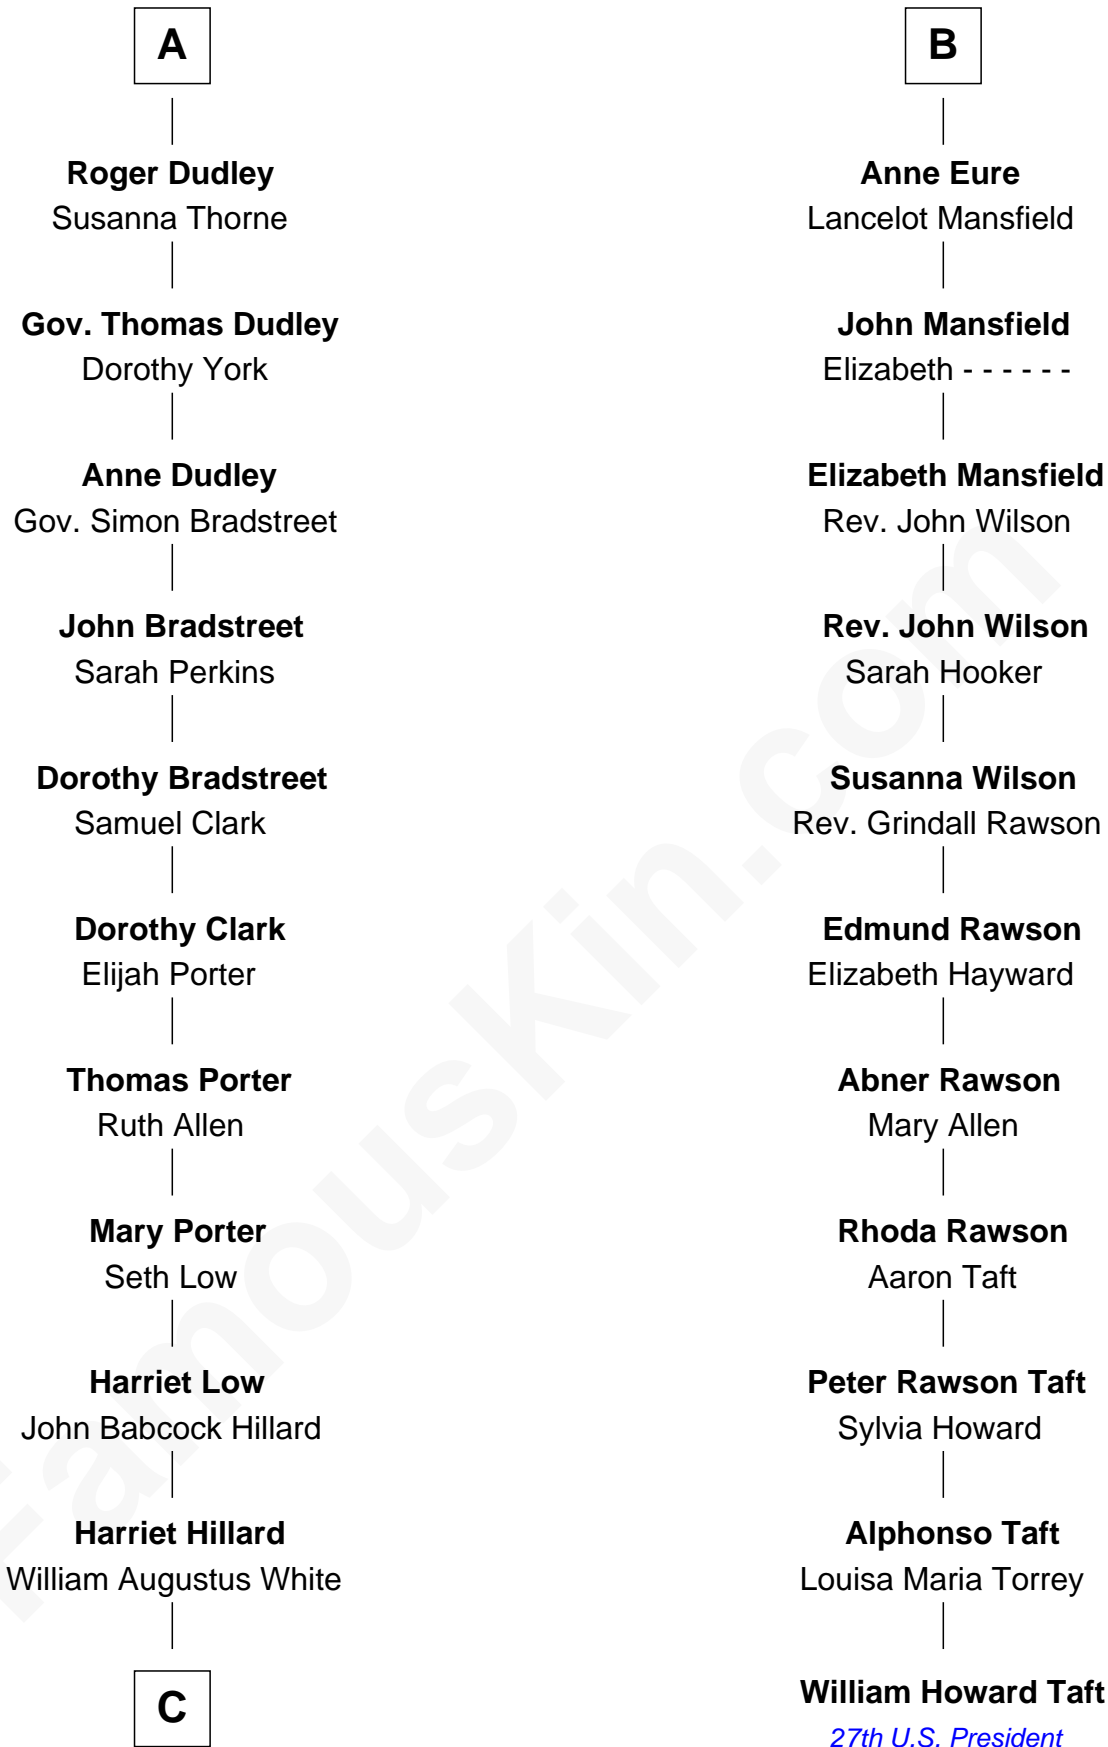 A
Roger Dudley
Susanna Thorne
Gov. Thomas Dudley
Dorothy York
Anne Dudley
Gov. Simon Bradstreet
John Bradstreet
Sarah Perkins
Dorothy Bradstreet
Samuel Clark
Dorothy Clark
Elijah Porter
Thomas Porter
Ruth Allen
Mary Porter
Seth Low
Harriet Low
John Babcock Hillard
Harriet Hillard
William Augustus White
C
B
Anne Eure
Lancelot Mansfield
John Mansfield
Elizabeth - - - - - -
Elizabeth Mansfield
Rev. John Wilson
Rev. John Wilson
Sarah Hooker
Susanna Wilson
Rev. Grindall Rawson
Edmund Rawson
Elizabeth Hayward
Abner Rawson
Mary Allen
Rhoda Rawson
Aaron Taft
Peter Rawson Taft
Sylvia Howard
Alphonso Taft
Louisa Maria Torrey
William Howard Taft
27th U.S. President
FamousKin.com